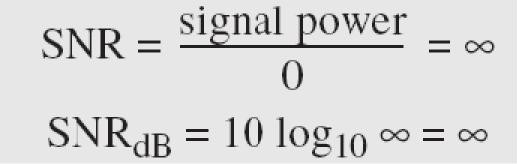 SNR = signal power / 0 = ∞
SNR_dB = 10 log_10 ∞ = ∞